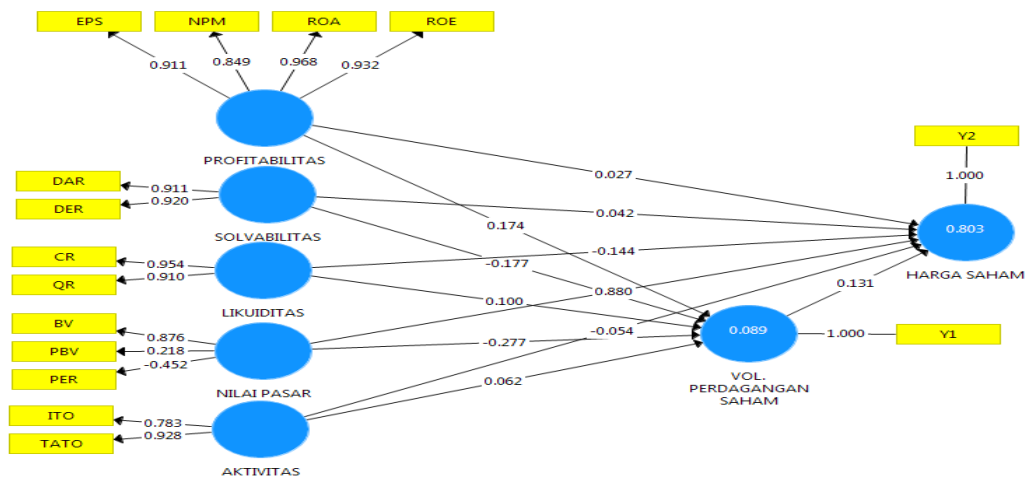 EPS
NPM
ROA
ROE
0.911
0.849
0.968
0.932
PROFITABILITAS
DAR
DER
0.911
0.920
SOLVABILITAS
CR
QR
0.954
0.910
LIKUIDITAS
BV
PBV
PER
0.876
0.218
-0.452
NILAI PASAR
ITO
TATO
0.783
0.928
AKTIVITAS
0.027
0.174
0.042
-0.177
-0.144
0.100
0.880
-0.277
-0.054
0.062
0.131
0.089
VOL.
PERDAGANGAN
SAHAM
1.000
Y1
Y2
1.000
0.803
HARGA SAHAM